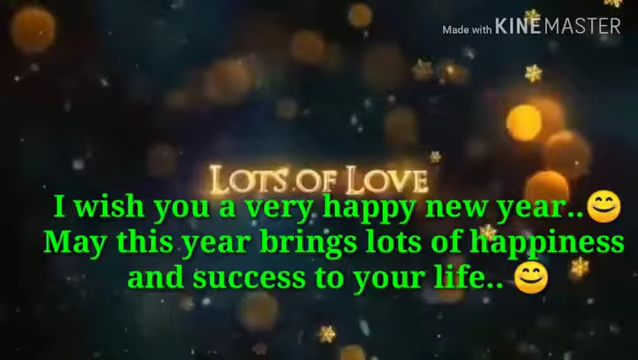 Made with KINEMASTER
LOTS OF LOVE
I wish you a very happy new year..😊
May this year brings lots of happiness
and success to your life.. 😊